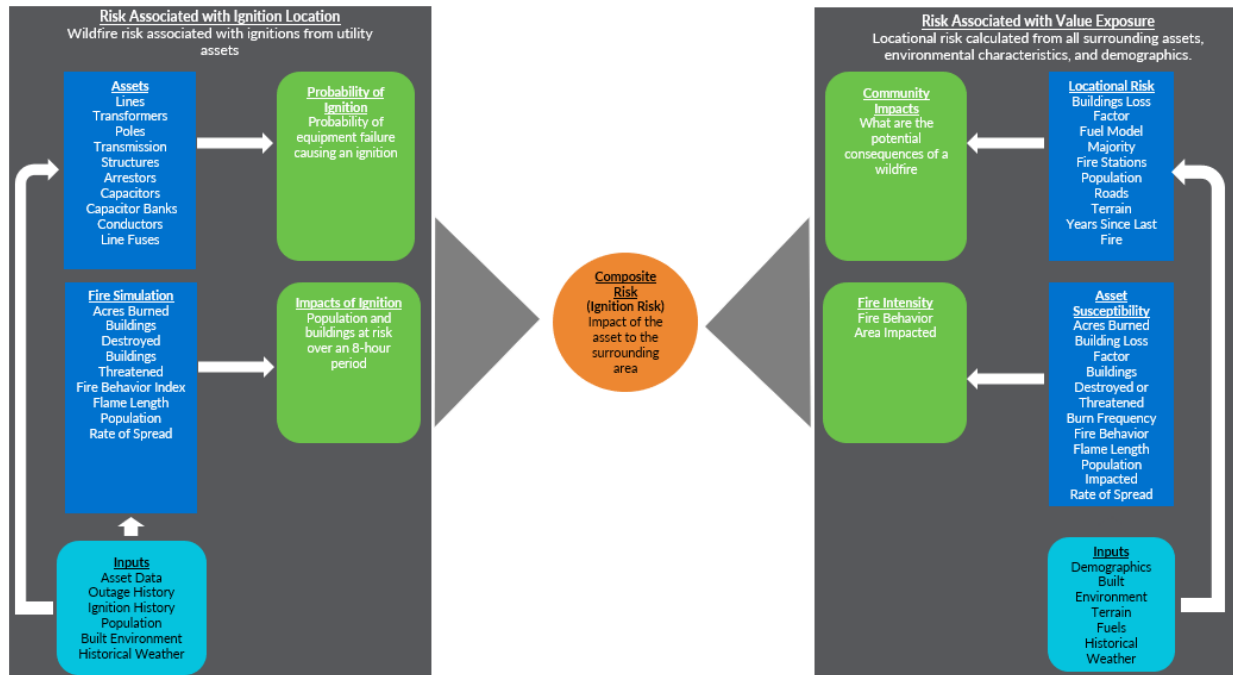 Risk Associated with Ignition Location
Wildfire risk associated with ignitions from utility
assets
Assets
Lines
Transformers
Poles
Transmission
Structures
Arrestors
Capacitors
Capacitor Banks
Conductors
Line Fuses
Probability of
Ignition
Probability of
equipment failure
causing an ignition
Fire Simulation
Acres Burned
Buildings
Destroyed
Buildings
Threatened
Fire Behavior Index
Flame Length
Population
Rate of Spread
Impacts of Ignition
Population and
buildings at risk
over an 8-hour
period
Inputs
Asset Data
Outage History
Ignition History
Population
Built Environment
Historical Weather
Composite
Risk
(Ignition Risk)
Impact of the
asset to the
surrounding
area
Risk Associated with Value Exposure
Locational risk calculated from all surrounding assets,
environmental characteristics, and demographics.
Community
Impacts
What are the
potential
consequences of a
wildfire
Locational Risk
Buildings Loss
Factor
Fuel Model
Majority
Fire Stations
Population
Roads
Terrain
Years Since Last
Fire
Fire Intensity
Fire Behavior
Area Impacted
Asset
Susceptibility
Acres Burned
Building Loss
Factor
Buildings
Destroyed or
Threatened
Burn Frequency
Fire Behavior
Flame Length
Population
Impacted
Rate of Spread
Inputs
Demographics
Built
Environment
Terrain
Fuels
Historical
Weather